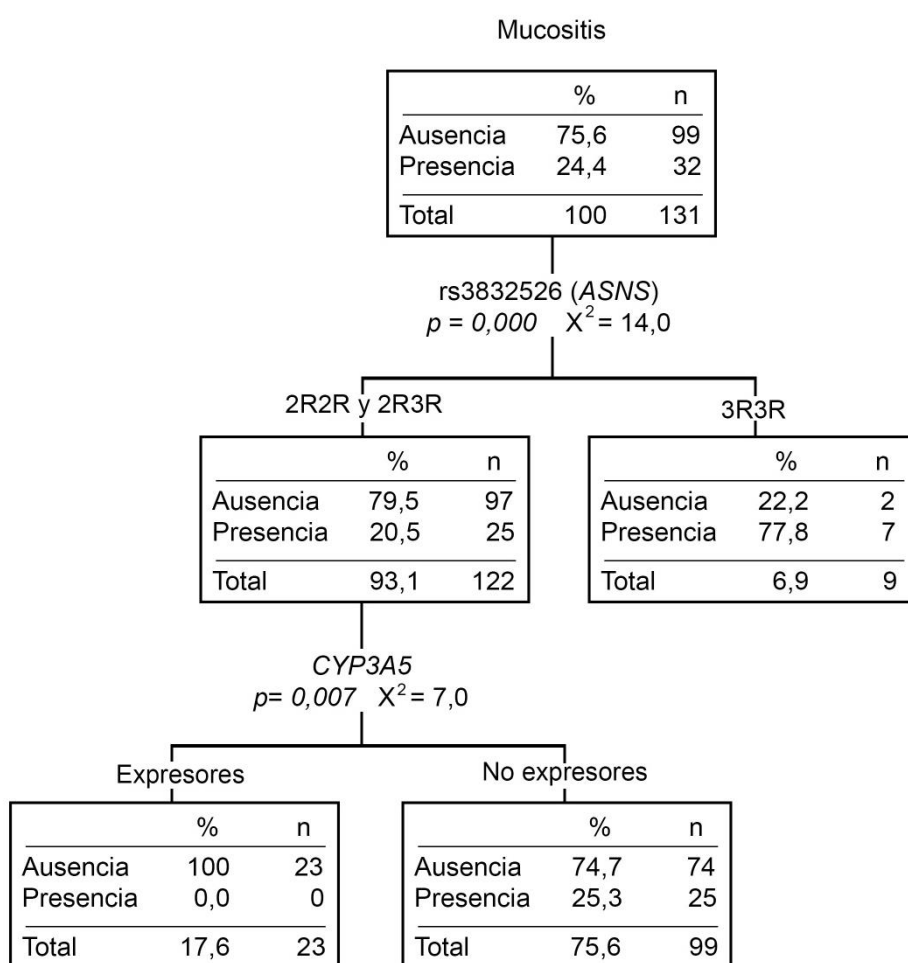 Mucositis
% n
Ausencia 75,6 99
Presencia 24,4 32
Total 100 131
rs3832526 (ASNS)
p = 0,000 X² = 14,0
2R2R y 2R3R
% n
Ausencia 79,5 97
Presencia 20,5 25
Total 93,1 122
3R3R
% n
Ausencia 22,2 2
Presencia 77,8 7
Total 6,9 9
CYP3A5
p= 0,007 X² = 7,0
Expresores
% n
Ausencia 100 23
Presencia 0,0 0
Total 17,6 23
No expresores
% n
Ausencia 74,7 74
Presencia 25,3 25
Total 75,6 99